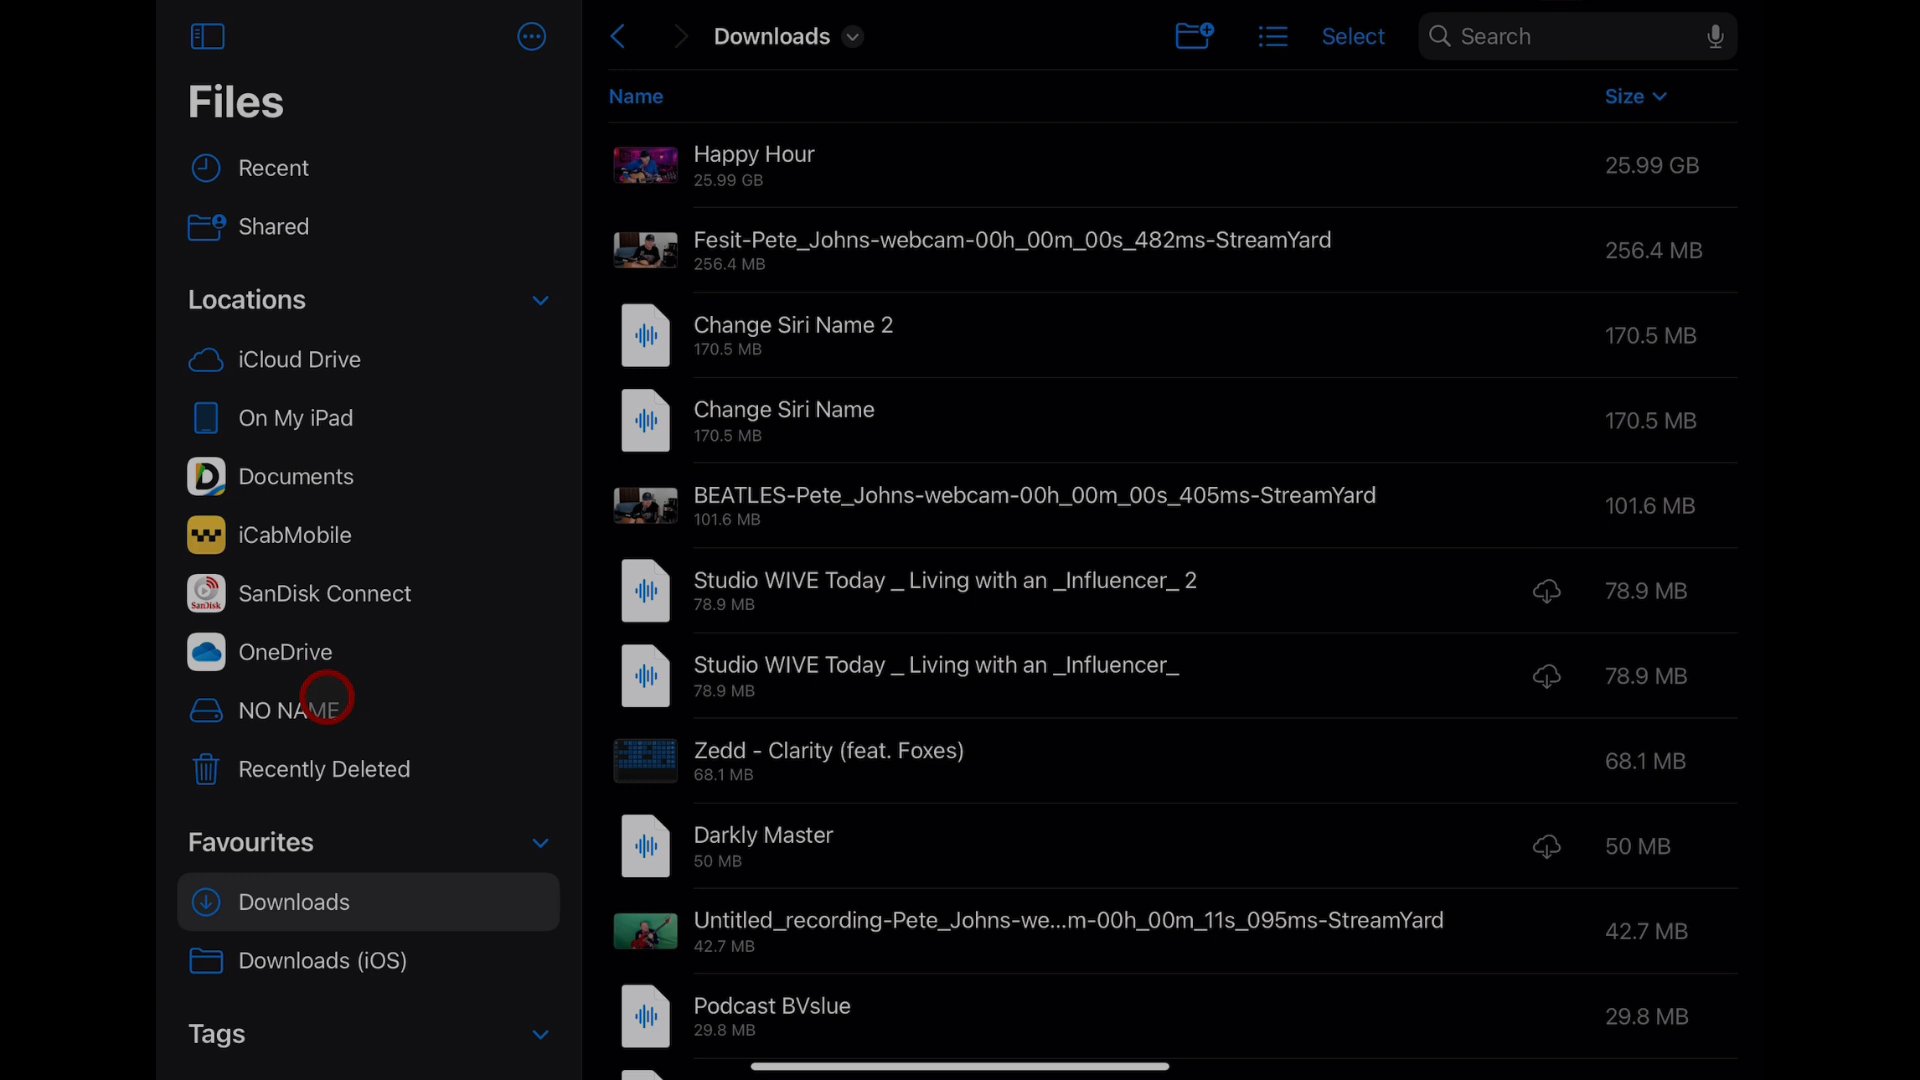 Files
Recent
Shared
Locations
iCloud Drive
On My iPad
Documents
iCabMobile
SanDisk
SanDisk Connect
OneDrive
NO NAME
Recently Deleted
Favourites
Downloads
Downloads (iOS)
Tags
Downloads
Select
Search
Name
Size
Happy Hour
25.99 GB
25.99 GB
Fesit-Pete_Johns-webcam-00h_00m_00s_482ms-StreamYard
256.4 MB
256.4 MB
Change Siri Name 2
170.5 MB
170.5 MB
Change Siri Name
170.5 MB
170.5 MB
BEATLES-Pete_Johns-webcam-00h_00m_00s_405ms-StreamYard
101.6 MB
101.6 MB
Studio WIVE Today _ Living with an _Influencer_ 2
78.9 MB
78.9 MB
Studio WIVE Today _ Living with an _Influencer_
78.9 MB
78.9 MB
Zedd - Clarity (feat. Foxes)
68.1 MB
68.1 MB
Darkly Master
50 MB
50 MB
Untitled_recording-Pete_Johns-we...m-00h_00m_11s_095ms-StreamYard
42.7 MB
42.7 MB
Podcast BVslue
29.8 MB
29.8 MB